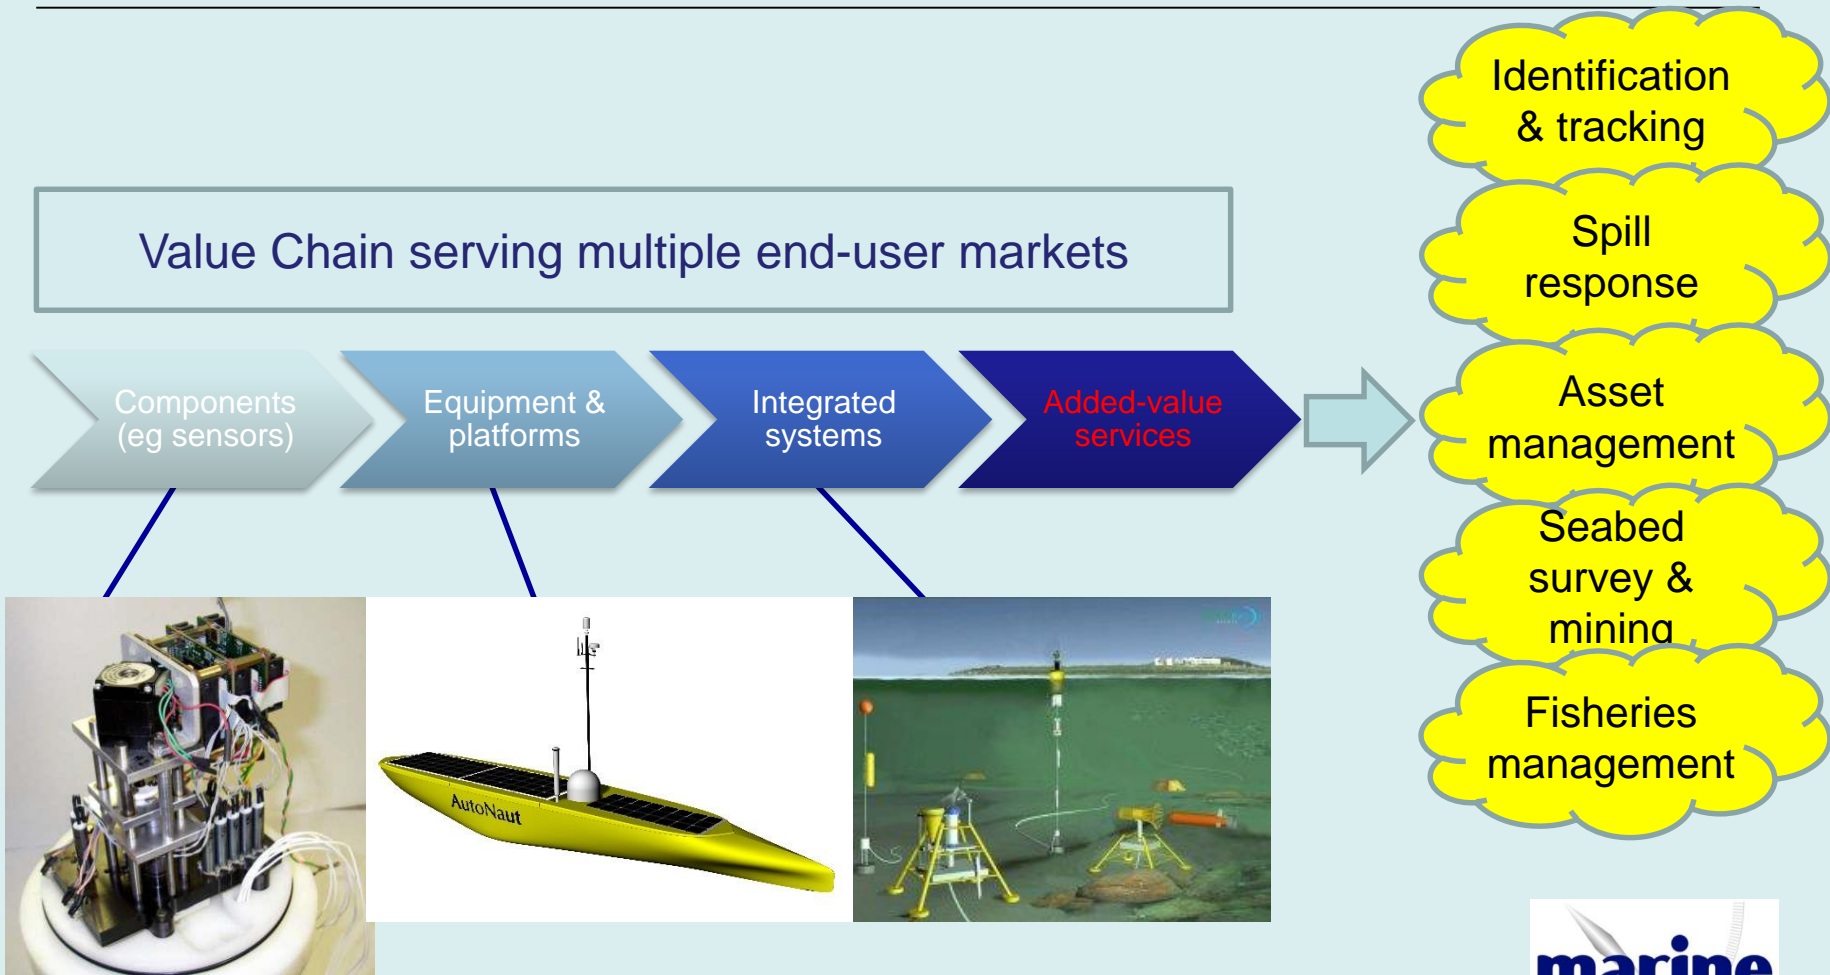 Identification
& tracking
Spill
response
Value Chain serving multiple end-user markets
Components
(eg sensors)
Equipment &
platforms
Integrated
systems
Added-value
services
Asset
management
Seabed
survey &
mining
Fisheries
management
AutoNaut
marine